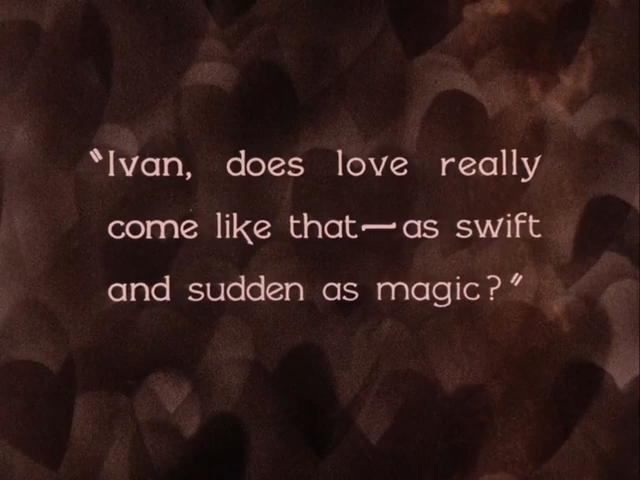 "Ivan, does love really
come like that—as swift
and sudden as magic?"